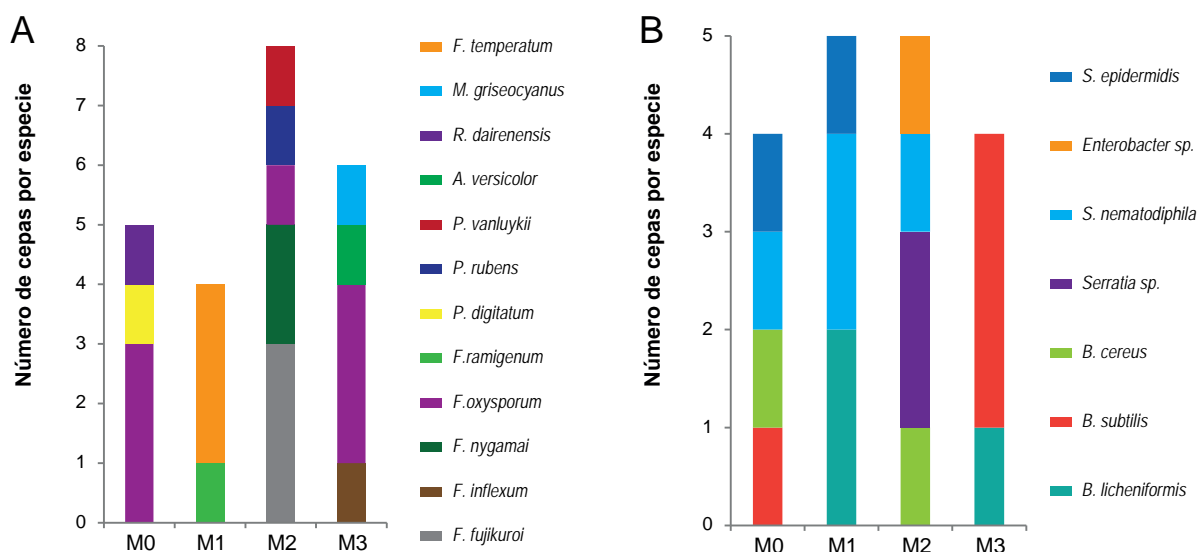 A
Número de cepas por especie
8
7
6
5
4
3
2
1
0
M0 M1 M2 M3
F. temperatum
M. griseocyanus
R. dairenensis
A. versicolor
P. vanluykii
P. rubens
P. digitatum
F.ramigenum
F.oxysporum
F. nygamai
F. inflexum
F. fujikuroi
B
Número de cepas por especie
5
4
3
2
1
0
M0 M1 M2 M3
S. epidermidis
Enterobacter sp.
S. nematodiphila
Serratia sp.
B. cereus
B. subtilis
B. licheniformis